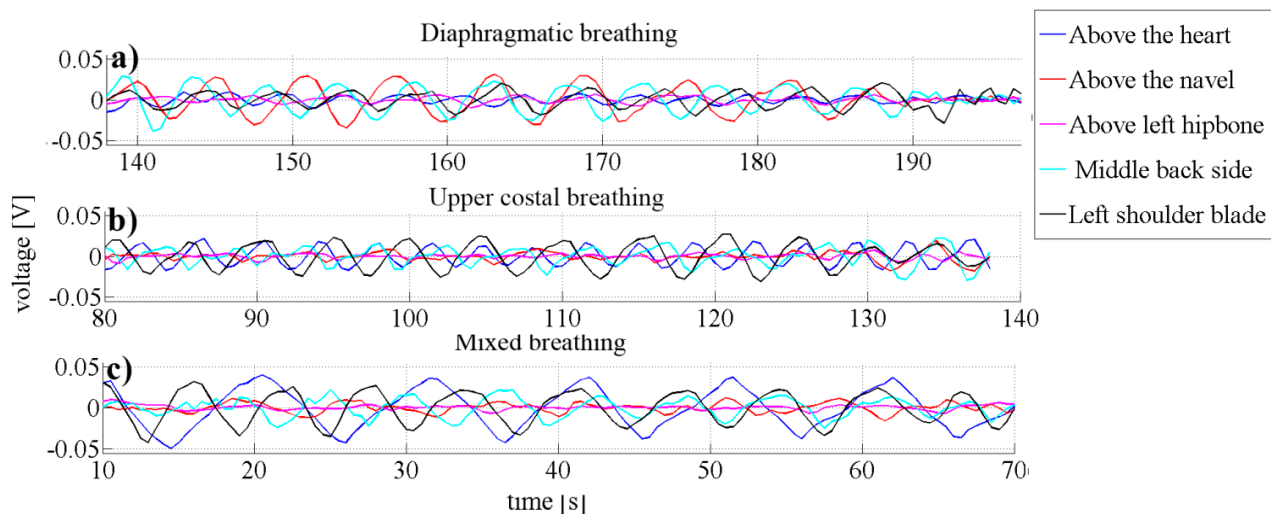 Diaphragmatic breathing
a)
0.05
0
-0.05
140 150 160 170 180 190
Upper costal breathing
b)
0.05
0
-0.05
80 90 100 110 120 130 140
Mixed breathing
c)
0.05
0
-0.05
10 20 30 40 50 60 70
voltage [V]
time [s]
Above the heart
Above the navel
Above left hipbone
Middle back side
Left shoulder blade